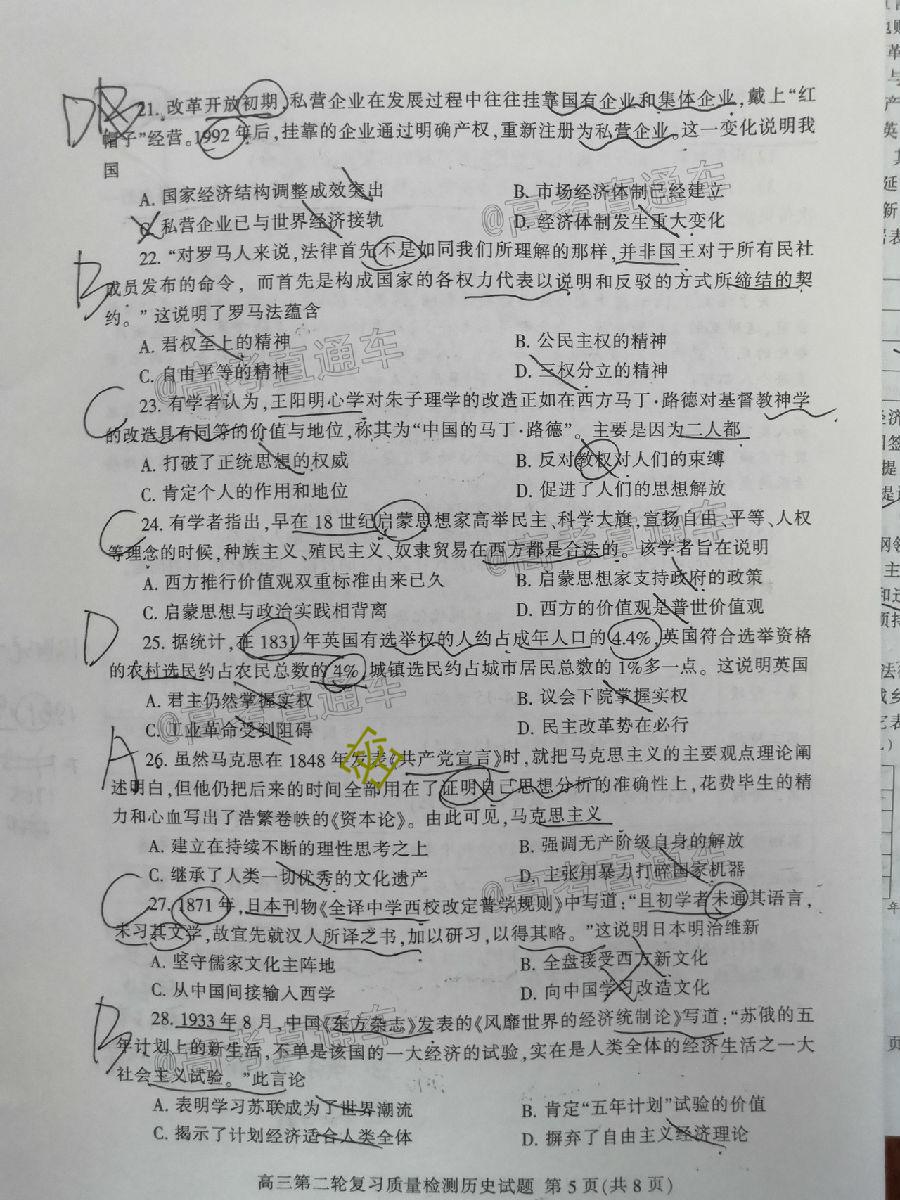 21. 改革开放初期,私营企业在发展过程中往往挂靠国有企业和集体企业,戴上“红
帽子”经营。1992年后,挂靠的企业通过明确产权,重新注册为私营企业。这一变化说明我
国
A. 国家经济结构调整成效突出 B. 市场经济体制已经建立
C. 私营企业已与世界经济接轨 D. 经济体制发生重大变化
B
22. “对罗马人来说,法律首先不是如同我们所理解的那样,并非国王对于所有民社
成员发布的命令,而首先是构成国家的各权力代表以说明和反驳的方式所缔结的契
约。”这说明了罗马法蕴含
A. 君权至上的精神 B. 公民主权的精神
C. 自由平等的精神 D. 三权分立的精神
C
23. 有学者认为,王阳明心学对朱子理学的改造正如在西方马丁·路德对基督教神学
的改造具有同等的价值与地位,称其为“中国的马丁·路德”。主要是因为二人都
A. 打破了正统思想的权威 B. 反对教权对人们的束缚
C. 肯定个人的作用和地位 D. 促进了人们的思想解放
C
24. 有学者指出,早在18世纪启蒙思想家高举民主、科学大旗,宣扬自由、平等、人权
等理念的时候,种族主义、殖民主义、奴隶贸易在西方都是合法的。该学者旨在说明
A. 西方推行价值观双重标准由来已久 B. 启蒙思想家支持政府的政策
C. 启蒙思想与政治实践相背离 D. 西方的价值观是普世价值观
D
25. 据统计,在1831年英国有选举权的人约占成年人口的4.4%,英国符合选举资格
的农村选民约占农民总数的4%,城镇选民约占城市居民总数的1%多一点。这说明英国
A. 君主仍然掌握实权 B. 议会下院掌握实权
C. 工业革命受到阻碍 D. 民主改革势在必行
A
26. 虽然马克思在1848年发表《共产党宣言》时,就把马克思主义的主要观点理论阐
述明白,但他仍把后来的时间全部用在了证明自己思想分析的准确性上,花费毕生的精
力和心血写出了浩繁卷帙的《资本论》。由此可见,马克思主义
A. 建立在持续不断的理性思考之上 B. 强调无产阶级自身的解放
C. 继承了人类一切优秀的文化遗产 D. 主张用暴力打碎国家机器
C
27. 1871年,日本刊物《全译中学西校改定普学规则》中写道:“且初学者未通其语言,
未习其文学,故宜先就汉人所译之书,加以研习,以得其略。”这说明日本明治维新
A. 坚守儒家文化主阵地 B. 全盘接受西方新文化
C. 从中国间接输入西学 D. 向中国学习改造文化
B
28. 1933年8月,中国《东方杂志》发表的《风靡世界的经济统制论》写道:“苏俄的五
年计划上的新生活,不单是该国的一大经济的试验,实在是人类全体的经济生活之一大
社会主义试验。”此言论
A. 表明学习苏联成为了世界潮流 B. 肯定“五年计划”试验的价值
C. 揭示了计划经济适合人类全体 D. 摒弃了自由主义经济理论
高三第二轮复习质量检测历史试题 第5页(共8页)
@高考直通车
@高考直通车
@高考直通车
@高考直通车
@高考直通车
@高考直通车